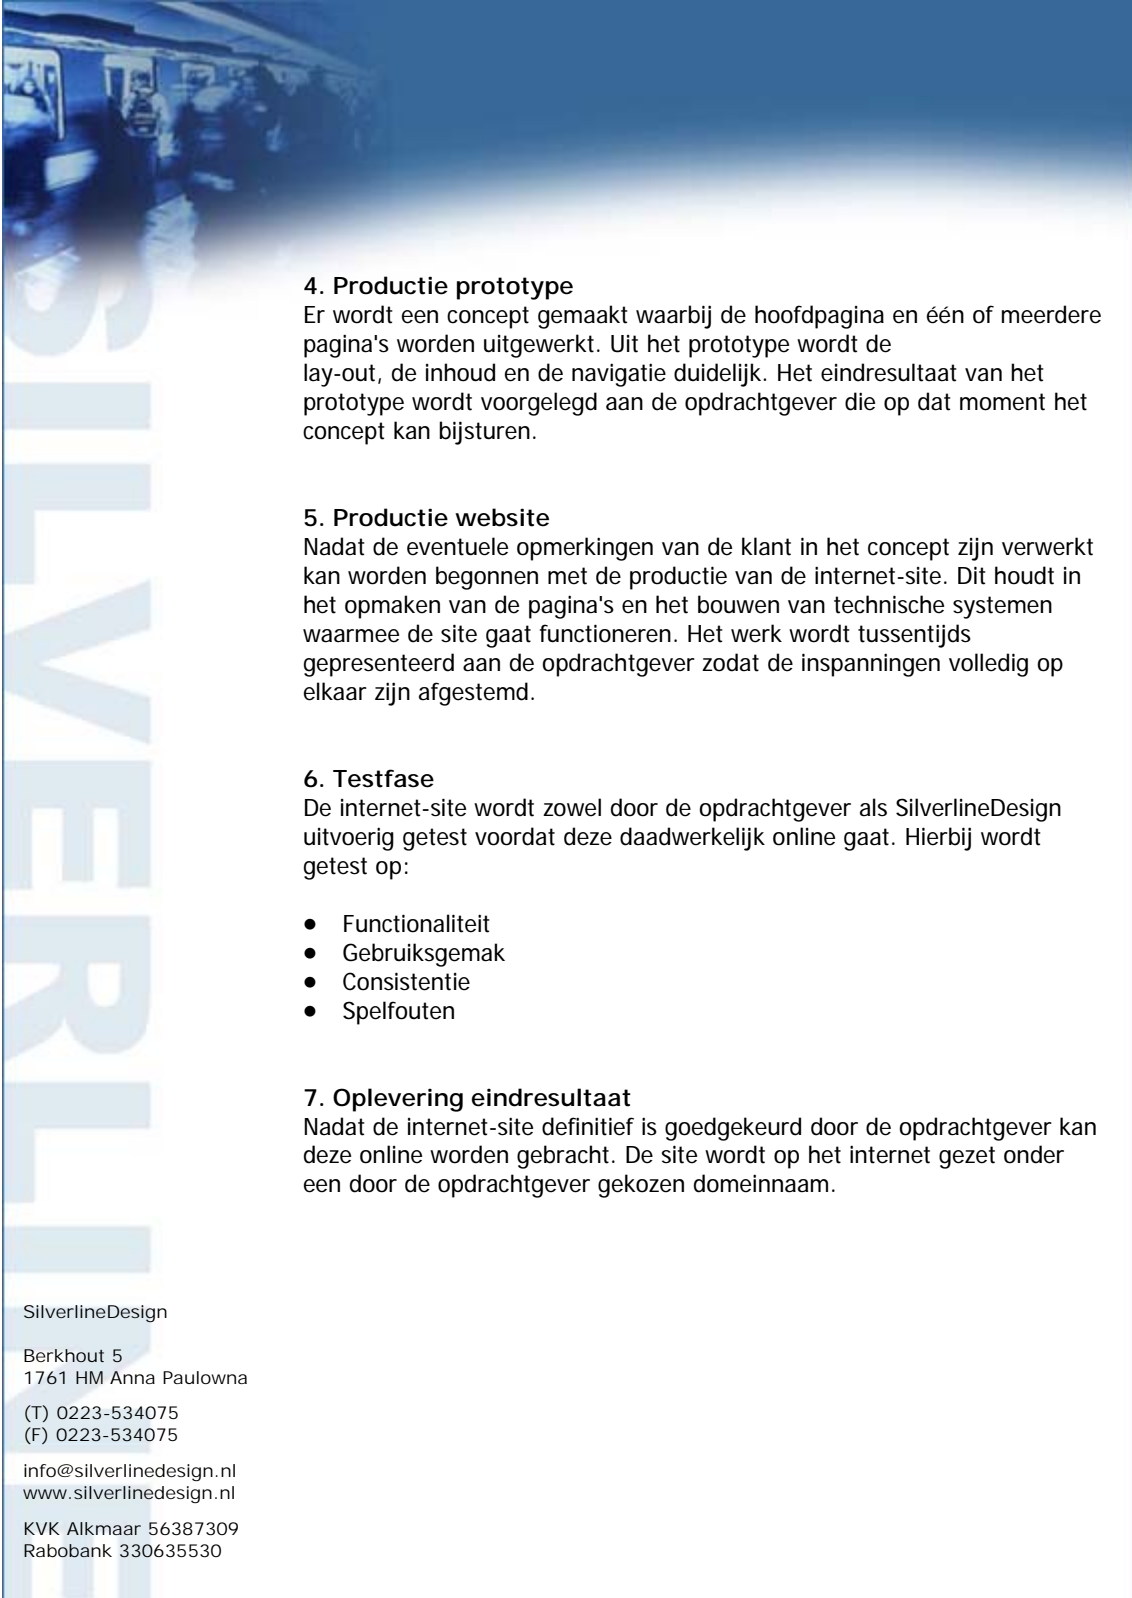 4. Productie prototype
Er wordt een concept gemaakt waarbij de hoofdpagina en één of meerdere
pagina's worden uitgewerkt. Uit het prototype wordt de
lay-out, de inhoud en de navigatie duidelijk. Het eindresultaat van het
prototype wordt voorgelegd aan de opdrachtgever die op dat moment het
concept kan bijsturen.
5. Productie website
Nadat de eventuele opmerkingen van de klant in het concept zijn verwerkt
kan worden begonnen met de productie van de internet-site. Dit houdt in
het opmaken van de pagina's en het bouwen van technische systemen
waarmee de site gaat functioneren. Het werk wordt tussentijds
gepresenteerd aan de opdrachtgever zodat de inspanningen volledig op
elkaar zijn afgestemd.
6. Testfase
De internet-site wordt zowel door de opdrachtgever als SilverlineDesign
uitvoerig getest voordat deze daadwerkelijk online gaat. Hierbij wordt
getest op:
● Functionaliteit
● Gebruiksgemak
● Consistentie
● Spelfouten
7. Oplevering eindresultaat
Nadat de internet-site definitief is goedgekeurd door de opdrachtgever kan
deze online worden gebracht. De site wordt op het internet gezet onder
een door de opdrachtgever gekozen domeinnaam.
SILVERLINE
SilverlineDesign
Berkhout 5
1761 HM Anna Paulowna
(T) 0223-534075
(F) 0223-534075
info@silverlinedesign.nl
www.silverlinedesign.nl
KVK Alkmaar 56387309
Rabobank 330635530